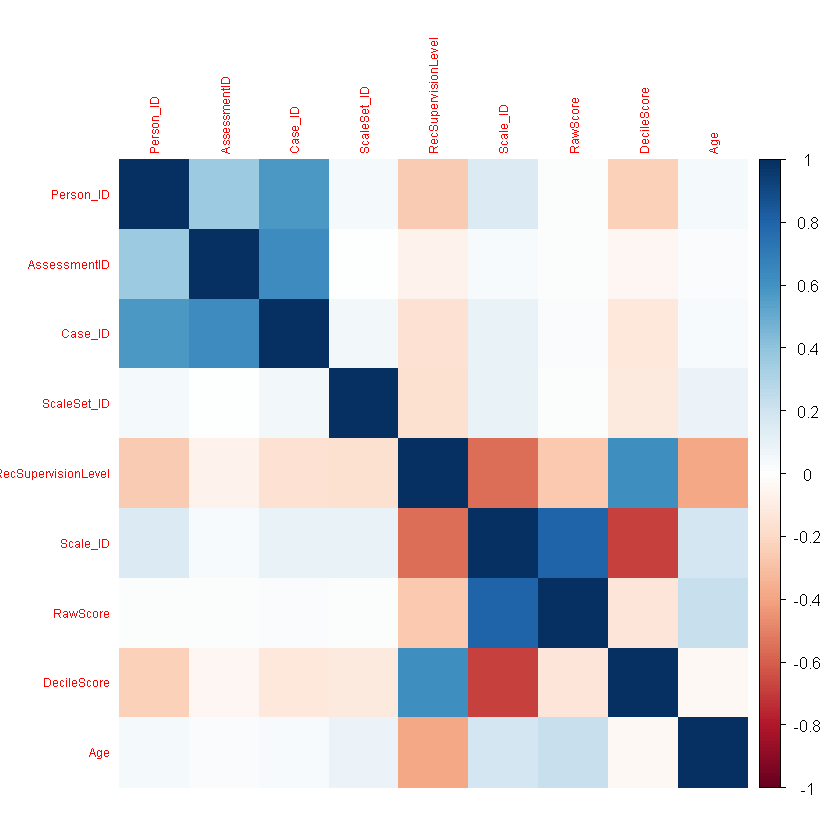 Person_ID
AssessmentID
Case_ID
ScaleSet_ID
RecSupervisionLevel
Scale_ID
RawScore
DecileScore
Age
Person_ID
AssessmentID
Case_ID
ScaleSet_ID
RecSupervisionLevel
Scale_ID
RawScore
DecileScore
Age
1
0.8
0.6
0.4
0.2
0
-0.2
-0.4
-0.6
-0.8
-1